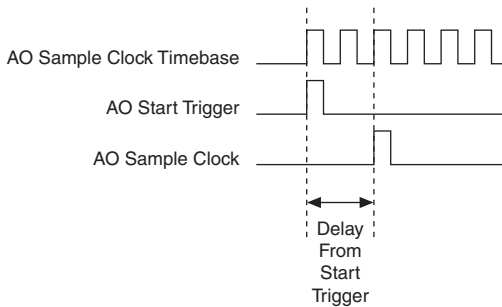 AO Sample Clock Timebase
AO Start Trigger
AO Sample Clock
Delay
From
Start
Trigger